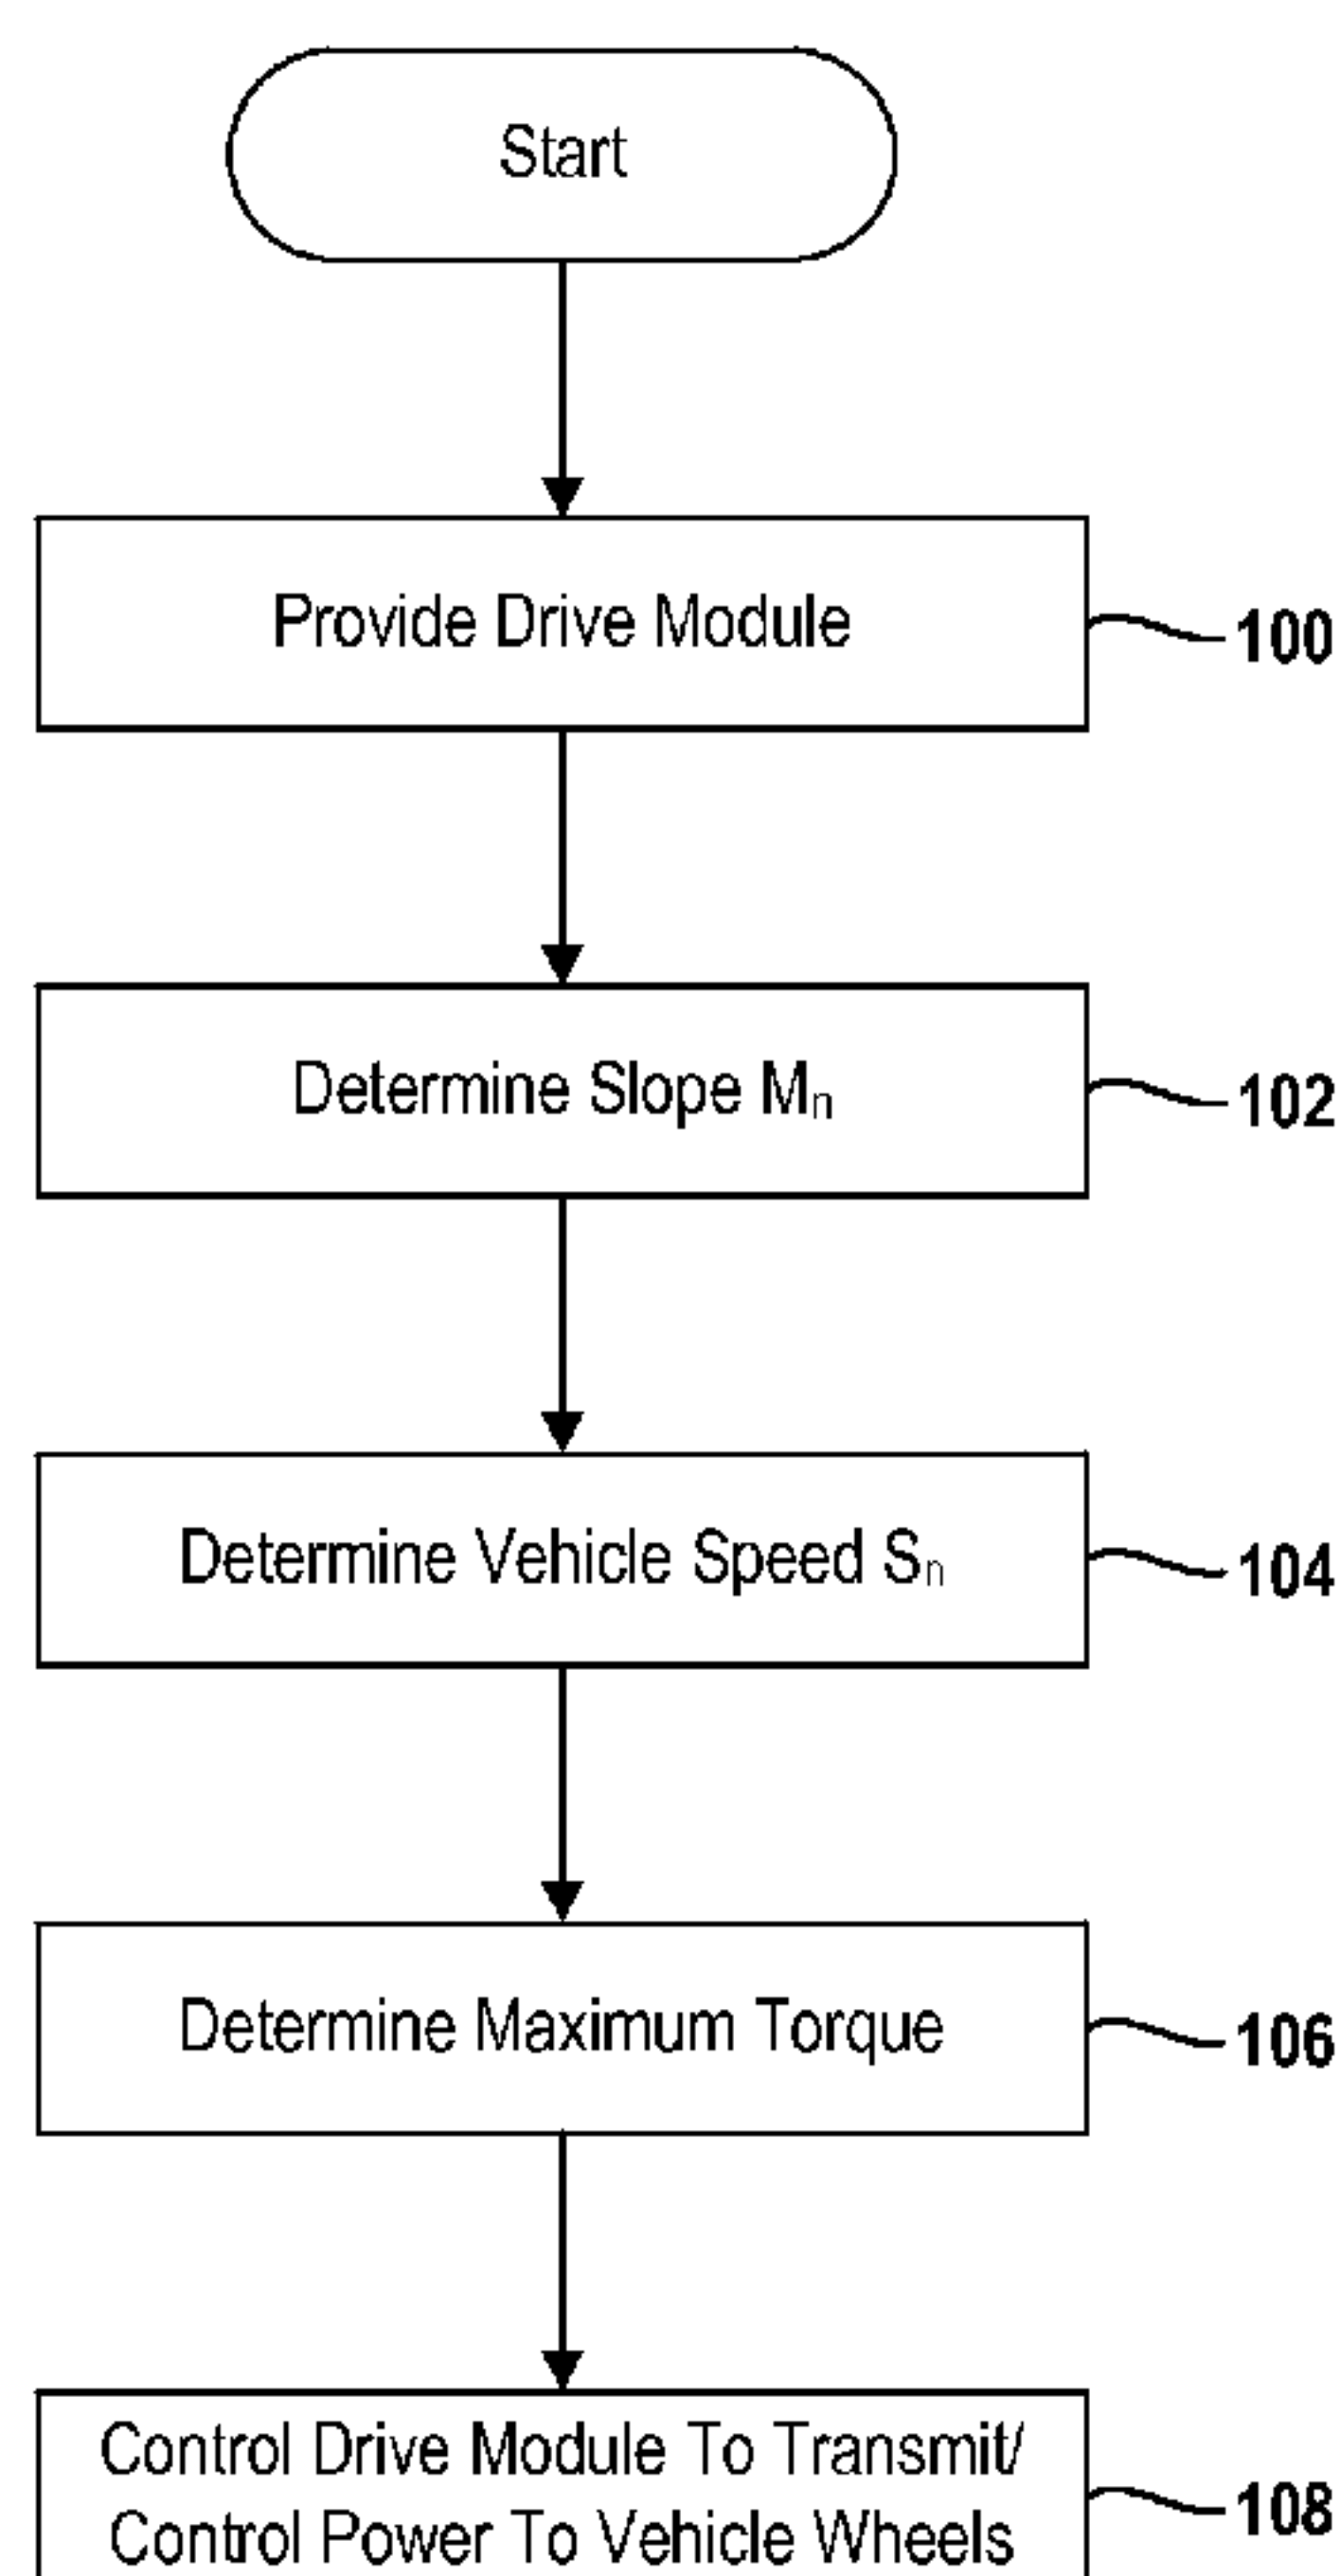 Start
Provide Drive Module
100
Determine Slope Mn
102
Determine Vehicle Speed Sn
104
Determine Maximum Torque
106
Control Drive Module To Transmit/
Control Power To Vehicle Wheels
108